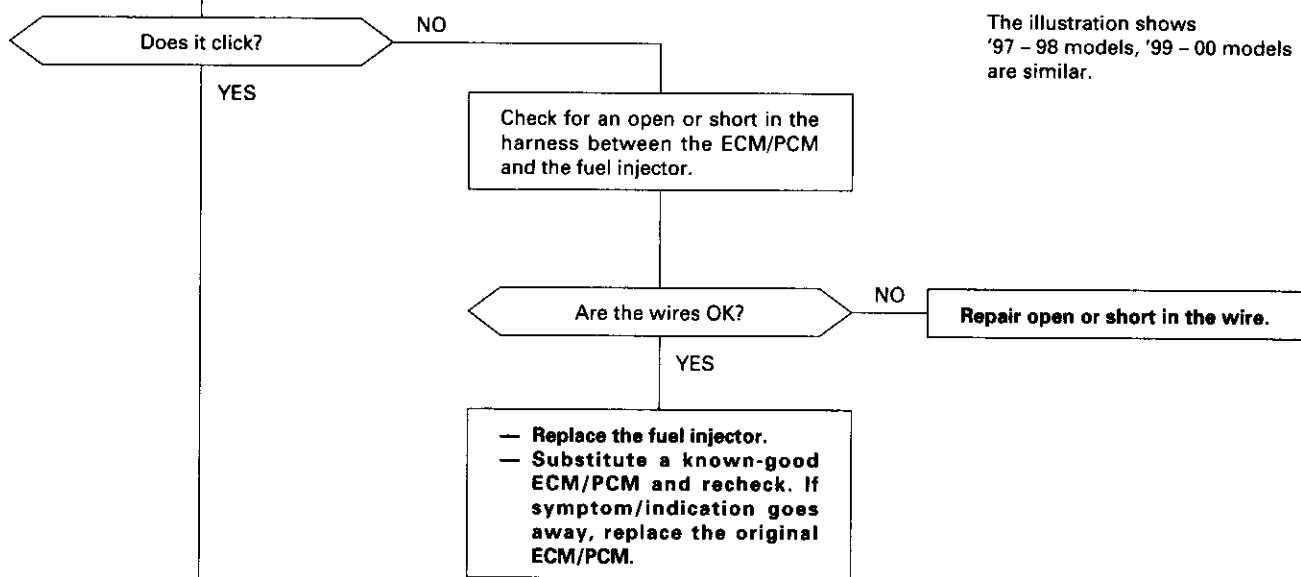 Does it click?
NO
The illustration shows
'97 – 98 models, '99 – 00 models
are similar.
YES
Check for an open or short in the
harness between the ECM/PCM
and the fuel injector.
Are the wires OK?
NO
Repair open or short in the wire.
YES
— Replace the fuel injector.
— Substitute a known-good
ECM/PCM and recheck. If
symptom/indication goes
away, replace the original
ECM/PCM.